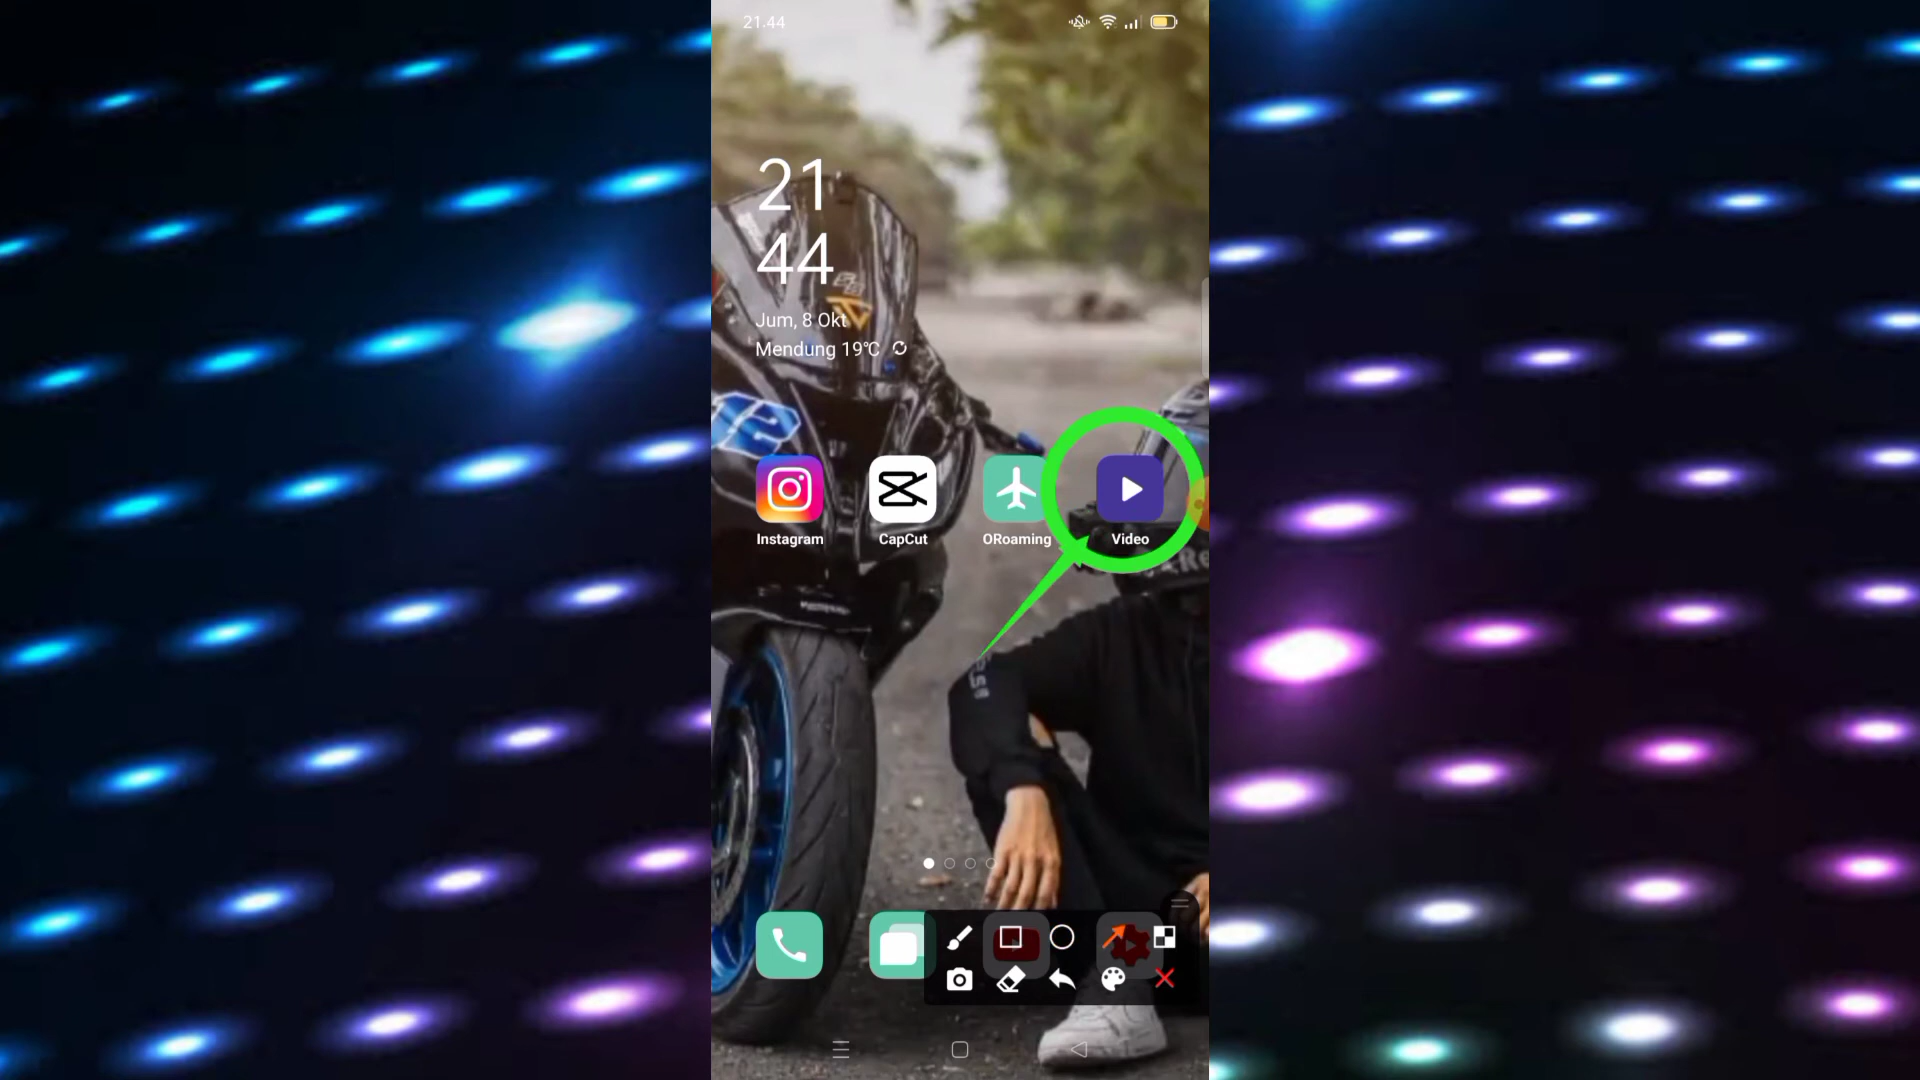 21.44
21
44
Jum, 8 Okt
Mendung 19°C
Instagram
CapCut
ORoaming
Video